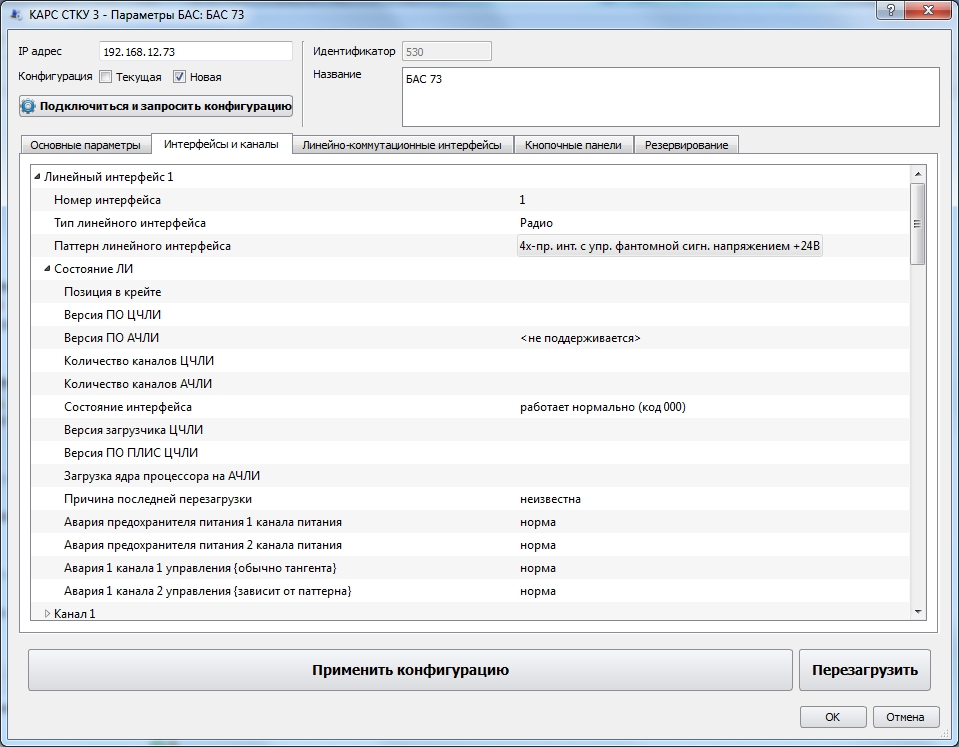 КАРС СТКУ 3 - Параметры БАС: БАС 73
IP адрес 192.168.12.73 Идентификатор 530
Конфигурация Текущая Новая Название БАС 73
Подключиться и запросить конфигурацию
Основные параметры Интерфейсы и каналы Линейно-коммутационные интерфейсы Кнопочные панели Резервирование
Линейный интерфейс 1
Номер интерфейса 1
Тип линейного интерфейса Радио
Паттерн линейного интерфейса 4х-пр. инт. с упр. фантомной сигн. напряжением +24В
Состояние ЛИ
Позиция в крейте
Версия ПО ЦЧЛИ
Версия ПО АЧЛИ <не поддерживается>
Количество каналов ЦЧЛИ
Количество каналов АЧЛИ
Состояние интерфейса работает нормально (код 000)
Версия загрузчика ЦЧЛИ
Версия ПО ПЛИС ЦЧЛИ
Загрузка ядра процессора на АЧЛИ
Причина последней перезагрузки неизвестна
Авария предохранителя питания 1 канала питания норма
Авария предохранителя питания 2 канала питания норма
Авария 1 канала 1 управления {обычно тангента} норма
Авария 1 канала 2 управления {зависит от паттерна} норма
Канал 1
Применить конфигурацию Перезагрузить
OK Отмена